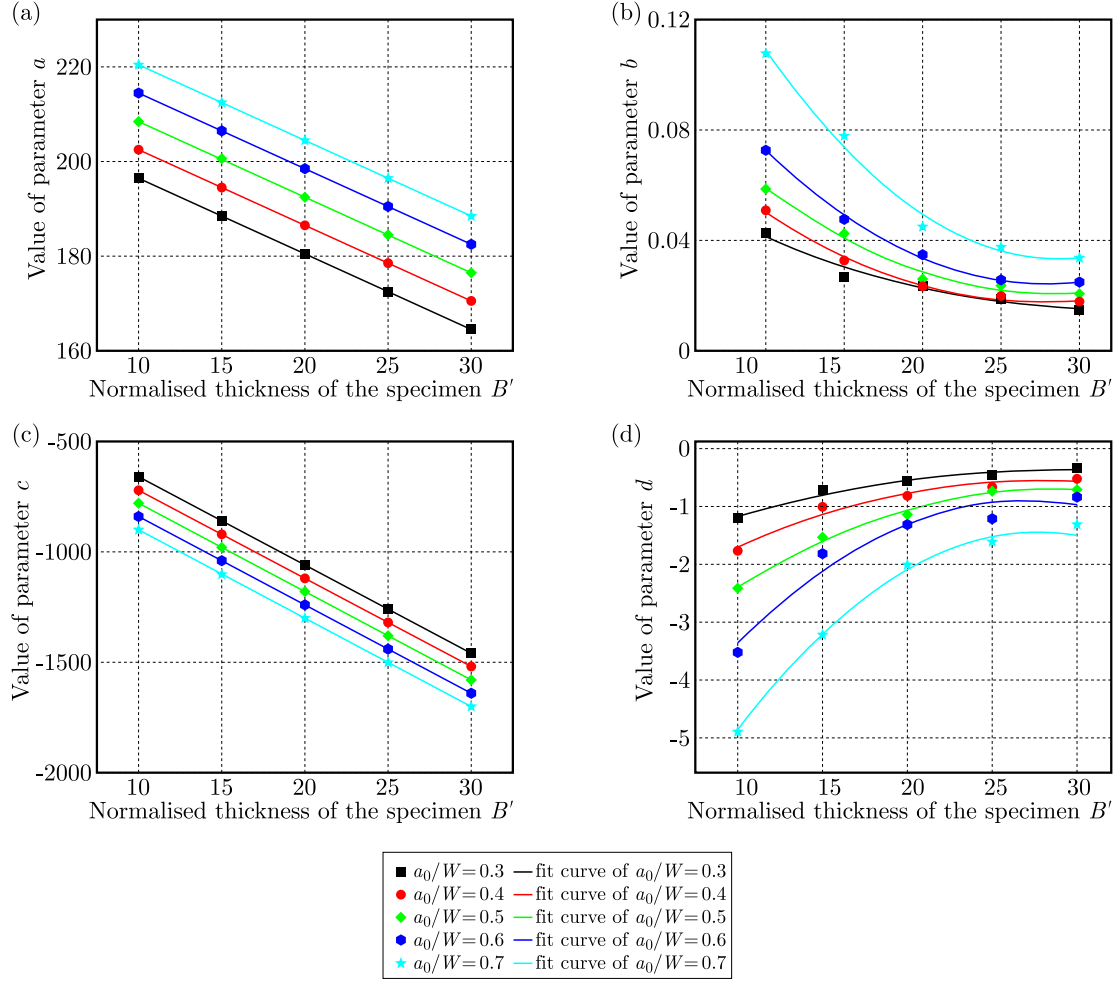 (a)
Value of parameter a
220
200
180
160
10 15 20 25 30
Normalised thickness of the specimen B′
(b)
Value of parameter b
0.12
0.08
0.04
0
10 15 20 25 30
Normalised thickness of the specimen B′
(c)
Value of parameter c
-500
-1000
-1500
-2000
10 15 20 25 30
Normalised thickness of the specimen B′
(d)
Value of parameter d
0
-1
-2
-3
-4
-5
10 15 20 25 30
Normalised thickness of the specimen B′
a₀/W=0.3 fit curve of a₀/W=0.3
a₀/W=0.4 fit curve of a₀/W=0.4
a₀/W=0.5 fit curve of a₀/W=0.5
a₀/W=0.6 fit curve of a₀/W=0.6
a₀/W=0.7 fit curve of a₀/W=0.7